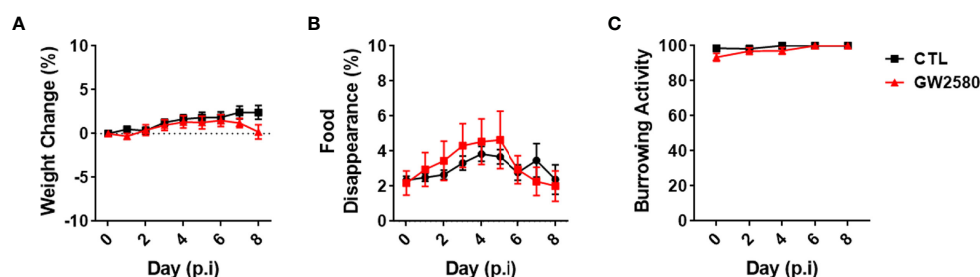 A
B
C
Weight Change (%)
10
5
0
-5
-10
0
2
4
6
8
Day (p.i)
Food
Disappearance (%)
10
8
6
4
2
0
0
2
4
6
8
Day (p.i)
Burrowing Activity
100
80
60
40
20
0
0
2
4
6
8
Day (p.i)
CTL
GW2580